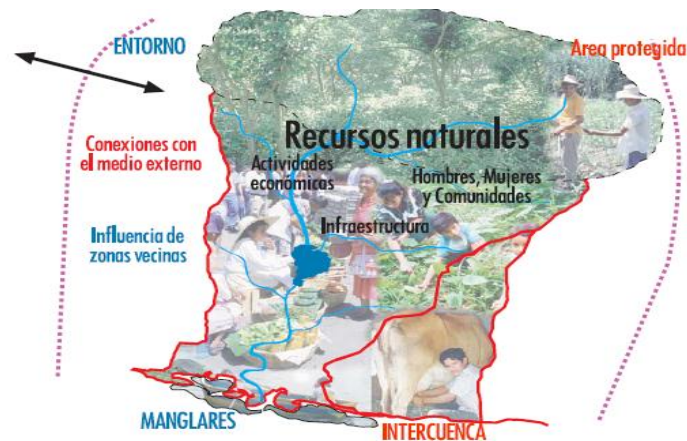 ENTORNO
Area protegida
Recursos naturales
Conexiones con
el medio externo
Actividades
económicas
Hombres, Mujeres
y Comunidades
Influencia de
zonas vecinas
Infraestructura
MANGLARES
INTERCUENCA